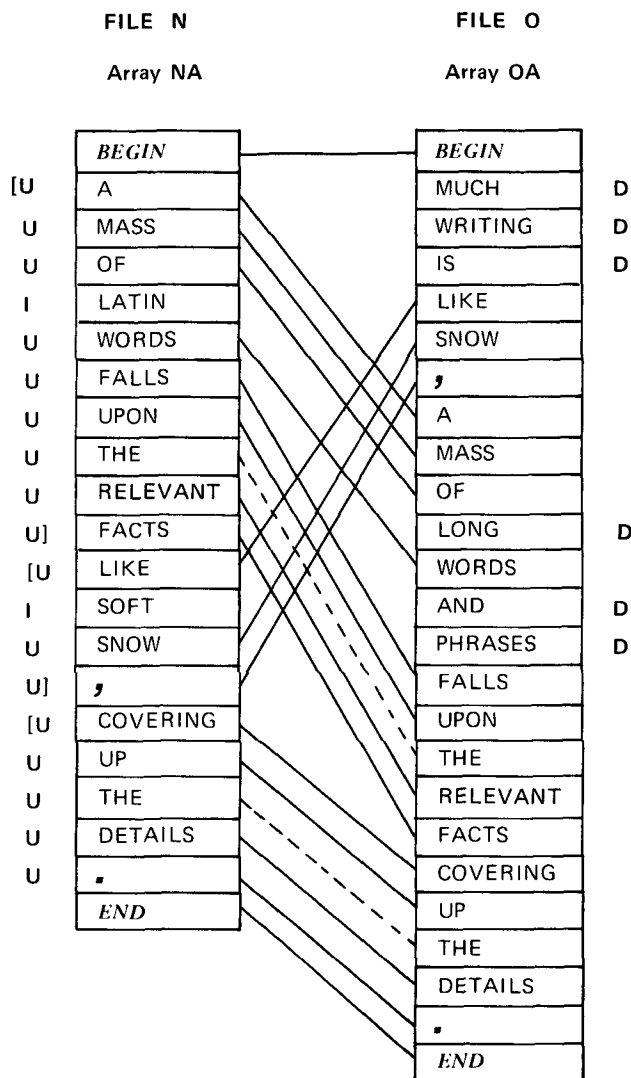 FILE N
Array NA
BEGIN
[U A
U MASS
U OF
I LATIN
U WORDS
U FALLS
U UPON
U THE
U RELEVANT
U] FACTS
[U LIKE
I SOFT
U SNOW
U] ,
[U COVERING
U UP
U THE
U DETAILS
U .
END
FILE O
Array OA
BEGIN
MUCH D
WRITING D
IS D
LIKE
SNOW
,
A
MASS
OF
LONG D
WORDS
AND D
PHRASES D
FALLS
UPON
THE
RELEVANT
FACTS
COVERING
UP
THE
DETAILS
.
END